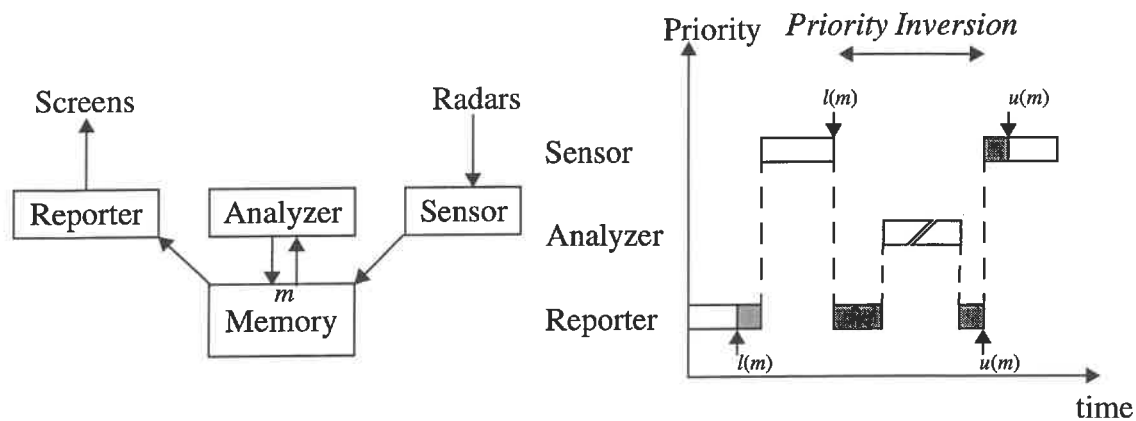 Screens
Radars
Reporter
Analyzer
Sensor
m
Memory
Priority
Priority Inversion
l(m)
u(m)
Sensor
Analyzer
Reporter
l(m)
u(m)
time